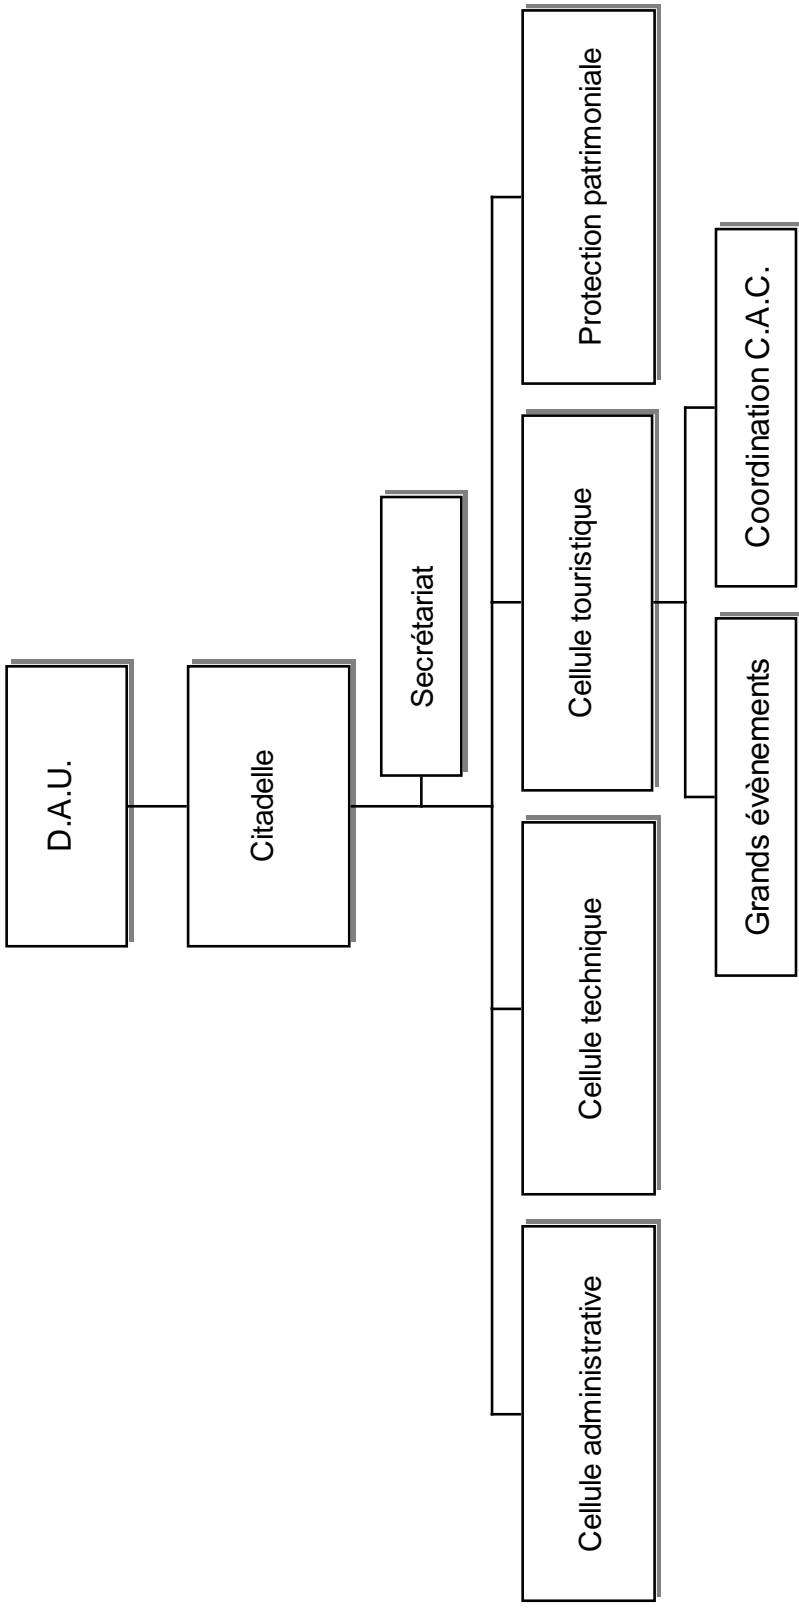 D.A.U.
Citadelle
Secrétariat
Cellule administrative
Cellule technique
Cellule touristique
Protection patrimoniale
Grands évènements
Coordination C.A.C.